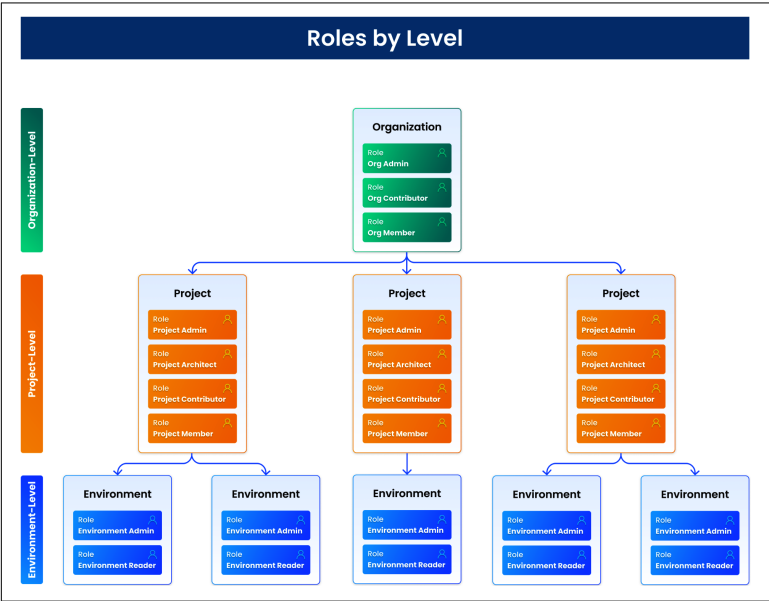 Roles by Level
Organization-Level
Organization
Role
Org Admin
Role
Org Contributor
Role
Org Member
Project-Level
Project
Role
Project Admin
Role
Project Architect
Role
Project Contributor
Role
Project Member
Project
Role
Project Admin
Role
Project Architect
Role
Project Contributor
Role
Project Member
Project
Role
Project Admin
Role
Project Architect
Role
Project Contributor
Role
Project Member
Environment-Level
Environment
Role
Environment Admin
Role
Environment Reader
Environment
Role
Environment Admin
Role
Environment Reader
Environment
Role
Environment Admin
Role
Environment Reader
Environment
Role
Environment Admin
Role
Environment Reader
Environment
Role
Environment Admin
Role
Environment Reader